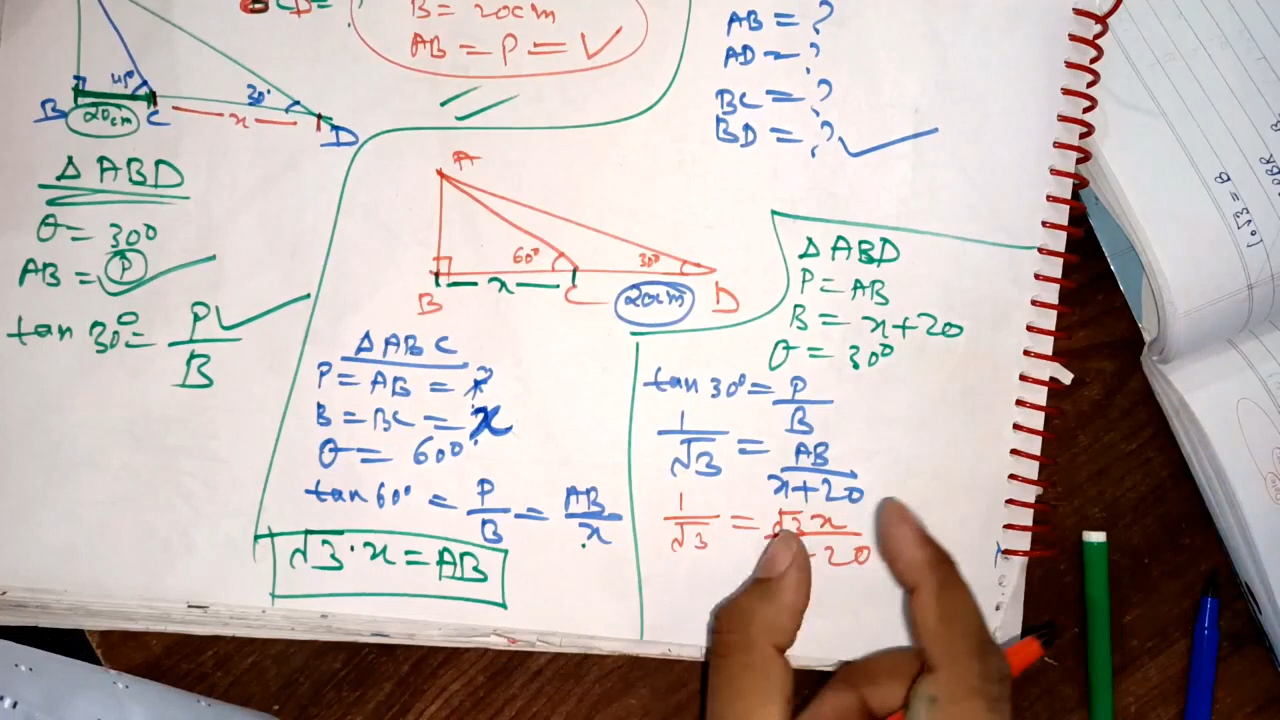 B = 20cm
AB = P = ✓
AB = ?
AD = ?
BC = ?
BD = ?
45°
30°
B
20cm
C
x
D
Δ ABD
θ = 30°
AB = P
tan 30° = P/B
A
60°
30°
B
x
C
20cm
D
Δ ABC
P = AB = ?
B = BC = x
θ = 60°
tan 60° = P/B = AB/x
√3 · x = AB
Δ ABD
P = AB
B = x+20
θ = 30°
tan 30° = P/B
1/√3 = AB/x+20
1/√3 = √3x/+20